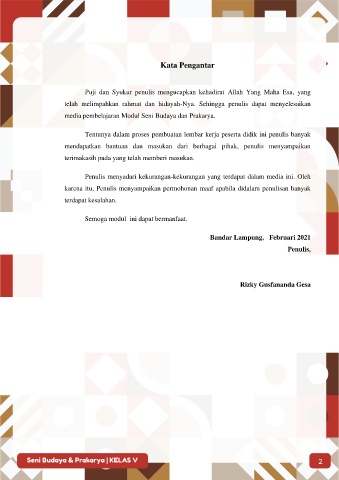 Kata Pengantar
Puji dan Syukur penulis mengucapkan kehadirat Allah Yang Maha Esa, yang
telah melimpahkan rahmat dan hidayah-Nya. Sehingga penulis dapat menyelesaikan
media pembelajaran Modul Seni Budaya dan Prakarya.
Tentunya dalam proses pembuatan lembar kerja peserta didik ini penulis banyak
mendapatkan bantuan dan masukan dari berbagai pihak, penulis menyampaikan
terimakasih pada yang telah memberi masukan.
Penulis menyadari kekurangan-kekurangan yang terdapat dalam media ini. Oleh
karena itu, Penulis menyampaikan permohonan maaf apabila didalam penulisan banyak
terdapat kesalahan.
Semoga modul ini dapat bermanfaat.
Bandar Lampung, Februari 2021
Penulis,
Rizky Gusfananda Gesa
Seni Budaya & Prakarya | KELAS V
2